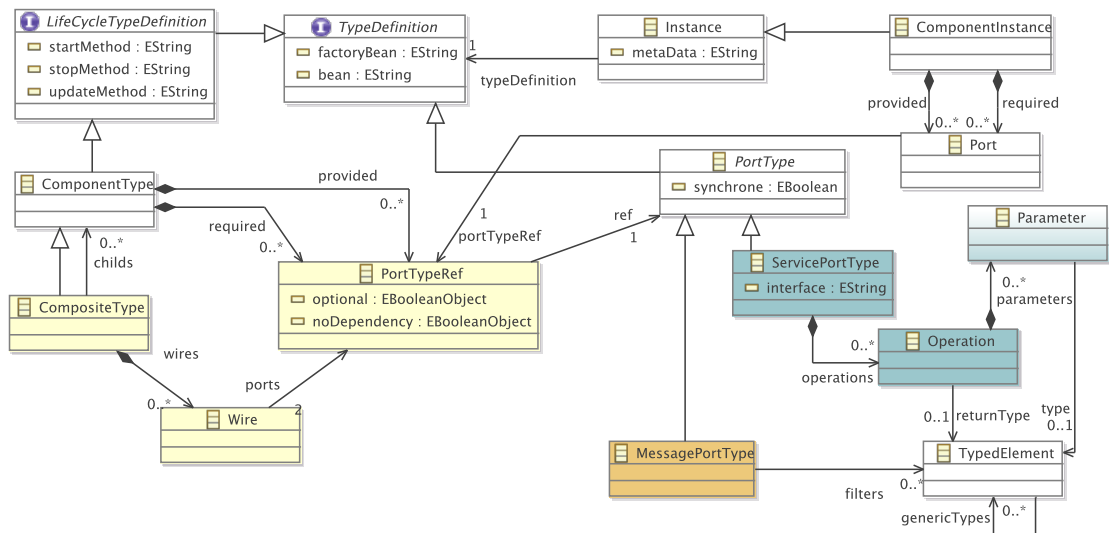 LifeCycleTypeDefinition
startMethod : EString
stopMethod : EString
updateMethod : EString
TypeDefinition
factoryBean : EString
bean : EString
1
typeDefinition
Instance
metaData : EString
ComponentInstance
provided
required
0..*
0..*
Port
ComponentType
provided
0..*
required
0..*
PortType
synchrone : EBoolean
ref
1
1
portTypeRef
Parameter
0..*
childs
PortTypeRef
optional : EBooleanObject
noDependency : EBooleanObject
ServicePortType
interface : EString
0..*
parameters
CompositeType
Operation
0..*
operations
wires
0..*
ports
2
Wire
0..1
returnType
type
0..1
MessagePortType
TypedElement
filters
0..*
genericTypes
0..*